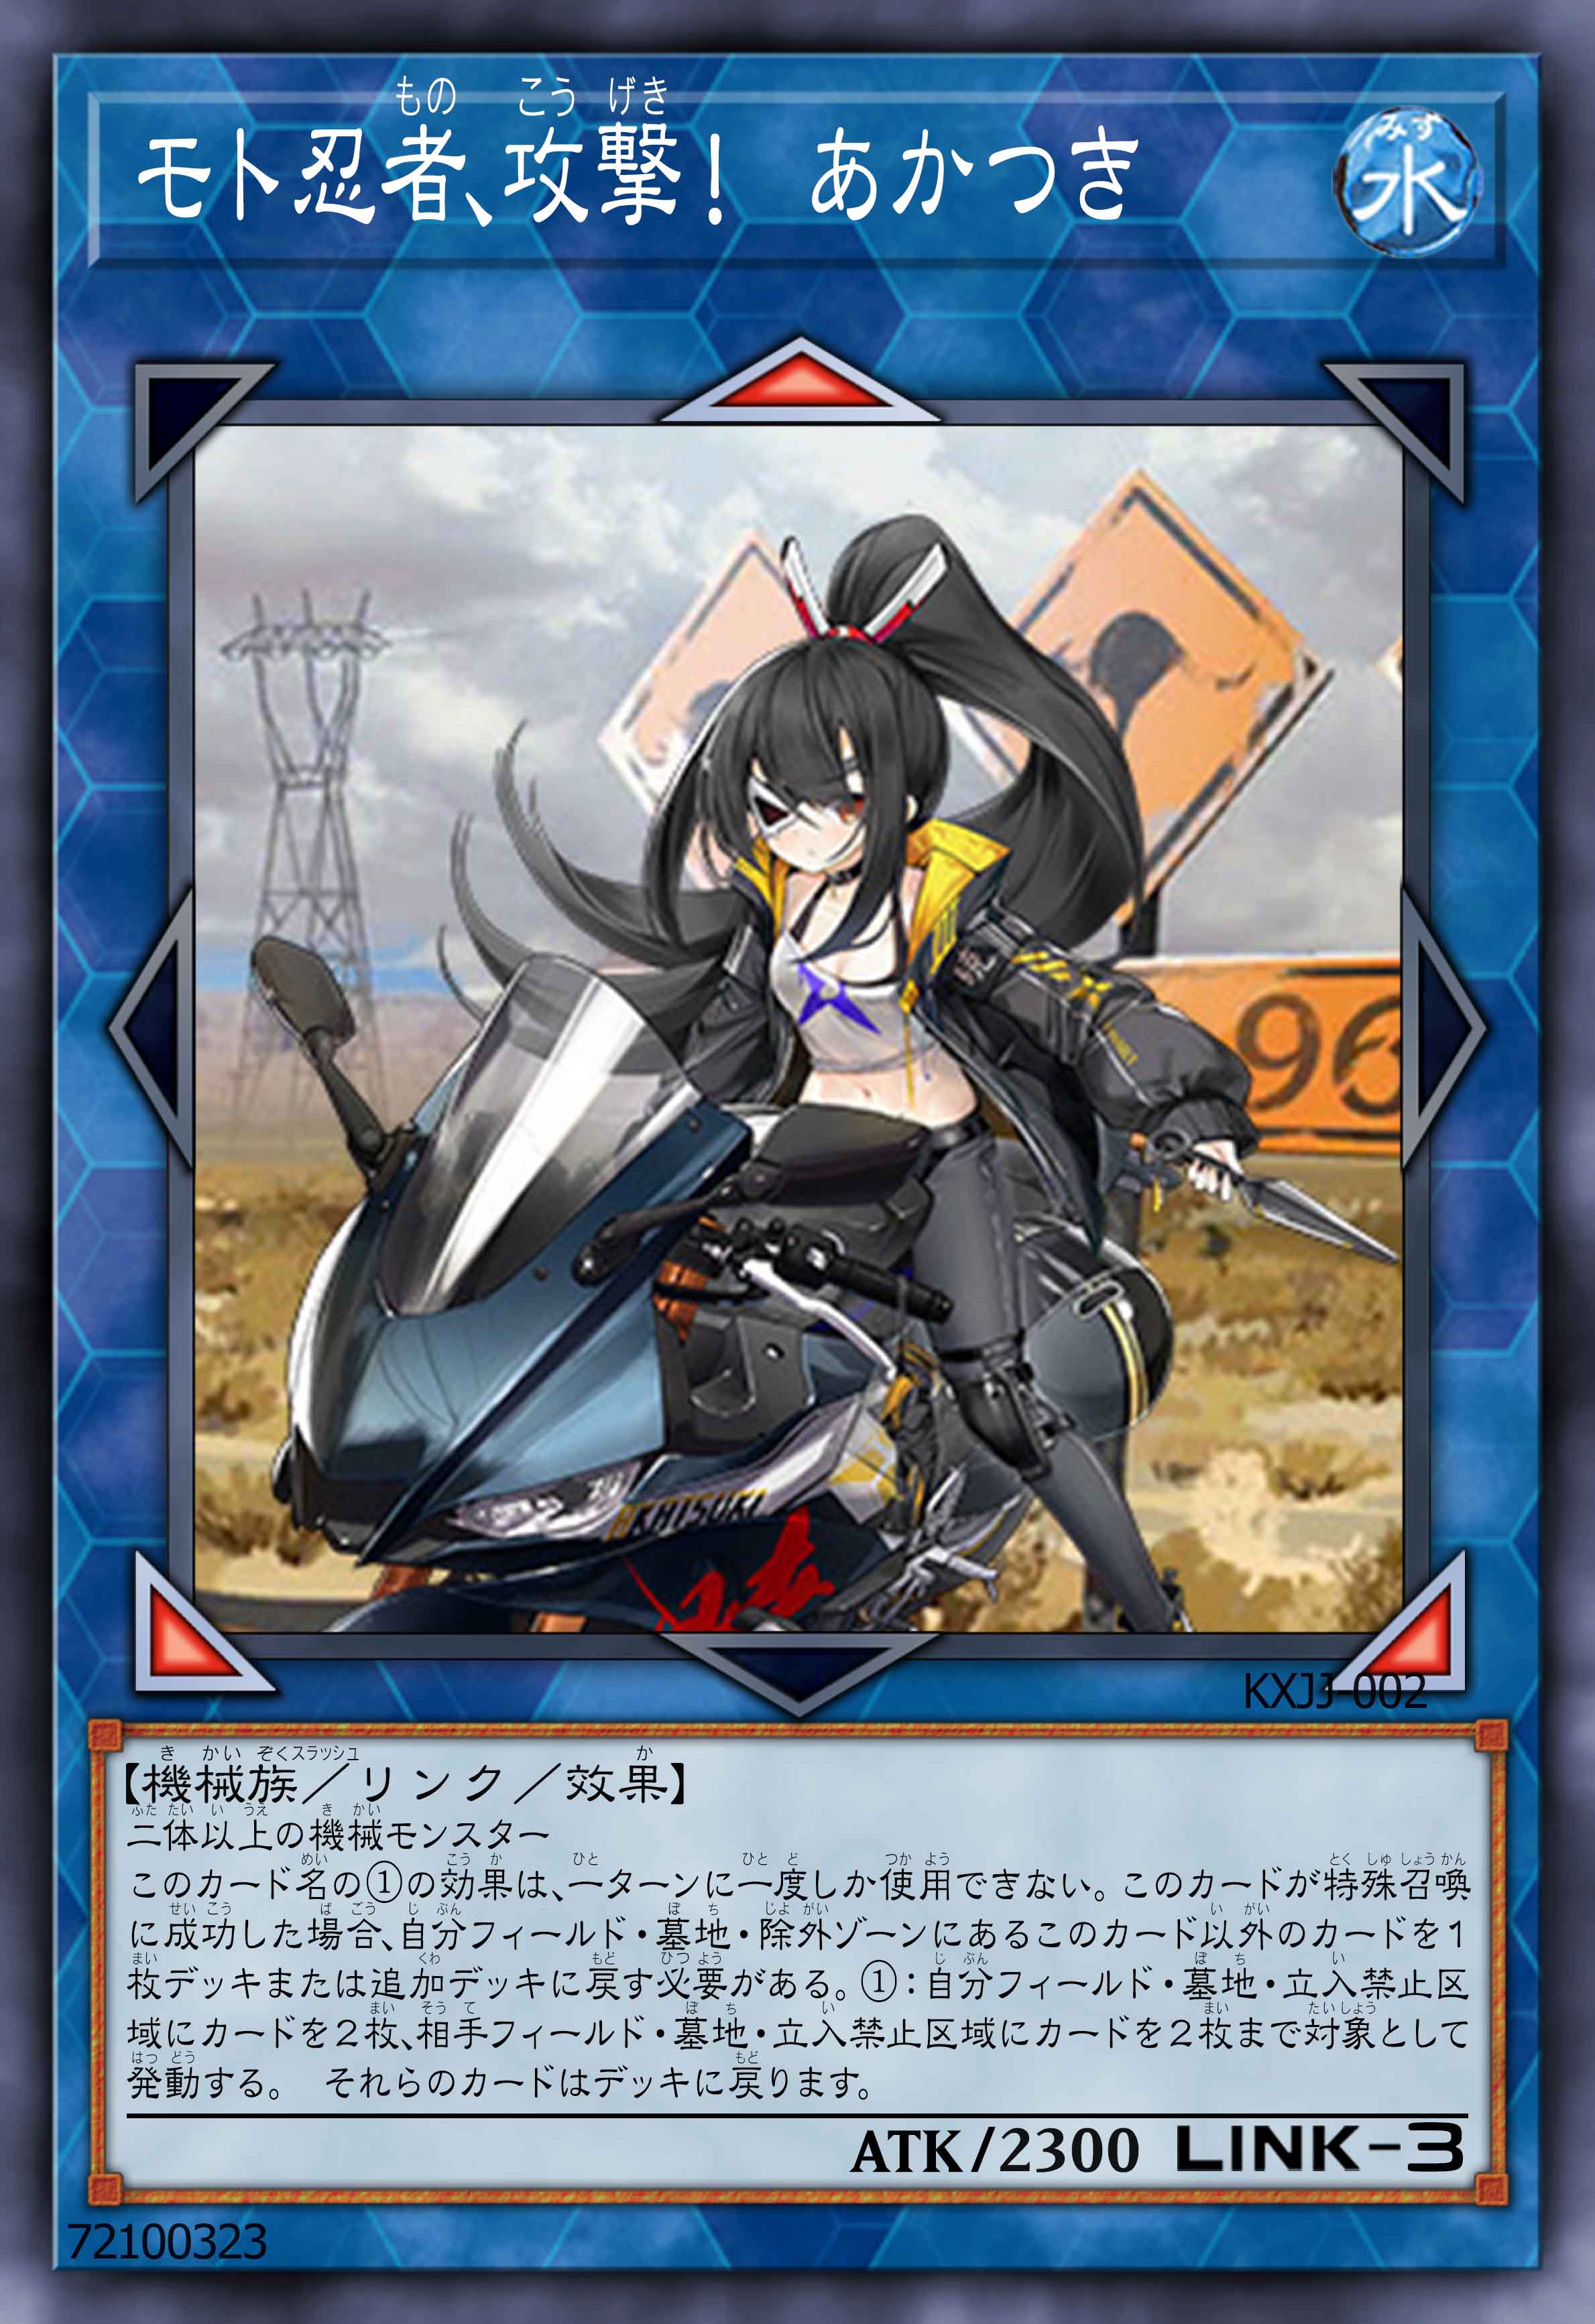 もの こう げき
モト忍者、攻撃！ あかつき
みず
水
96
AKATSUKI
KXJJ-002
き かい ぞく スラッシュ か
【機械族／リンク／効果】
ふた たい い うえ き かい
二体以上の機械モンスター
めい こう か ひと ひと ど つか よう とく しゅ しょう かん
このカード名の①の効果は、一ターンに一度しか使用できない。このカードが特殊召喚
せい こう ば ごう じ ぶん ぼ ち じょ がい い がい
に成功した場合、自分フィールド・墓地・除外ゾーンにあるこのカード以外のカードを１
まい くわ もど ひつ よう じ ぶん ぼ ち い
枚デッキまたは追加デッキに戻す必要がある。①：自分フィールド・墓地・立入禁止区
まい そう て ぼ ち い まい たい しょう
域にカードを２枚、相手フィールド・墓地・立入禁止区域にカードを２枚まで対象として
はつ どう もど
発動する。 それらのカードはデッキに戻ります。
ATK/2300 LINK-3
72100323